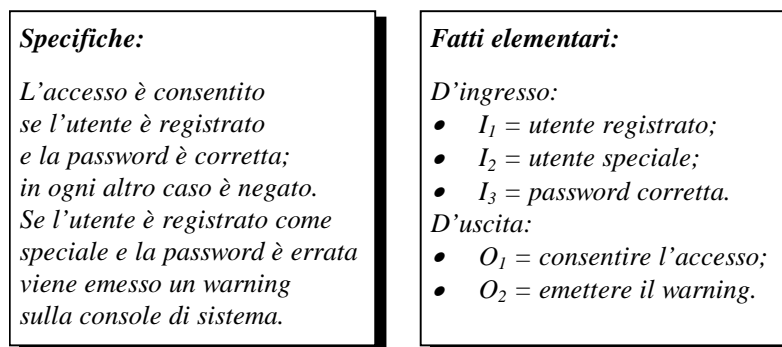 Specifiche:
L'accesso è consentito
se l'utente è registrato
e la password è corretta;
in ogni altro caso è negato.
Se l'utente è registrato come
speciale e la password è errata
viene emesso un warning
sulla console di sistema.
Fatti elementari:
D'ingresso:
• I₁ = utente registrato;
• I₂ = utente speciale;
• I₃ = password corretta.
D'uscita:
• O₁ = consentire l'accesso;
• O₂ = emettere il warning.